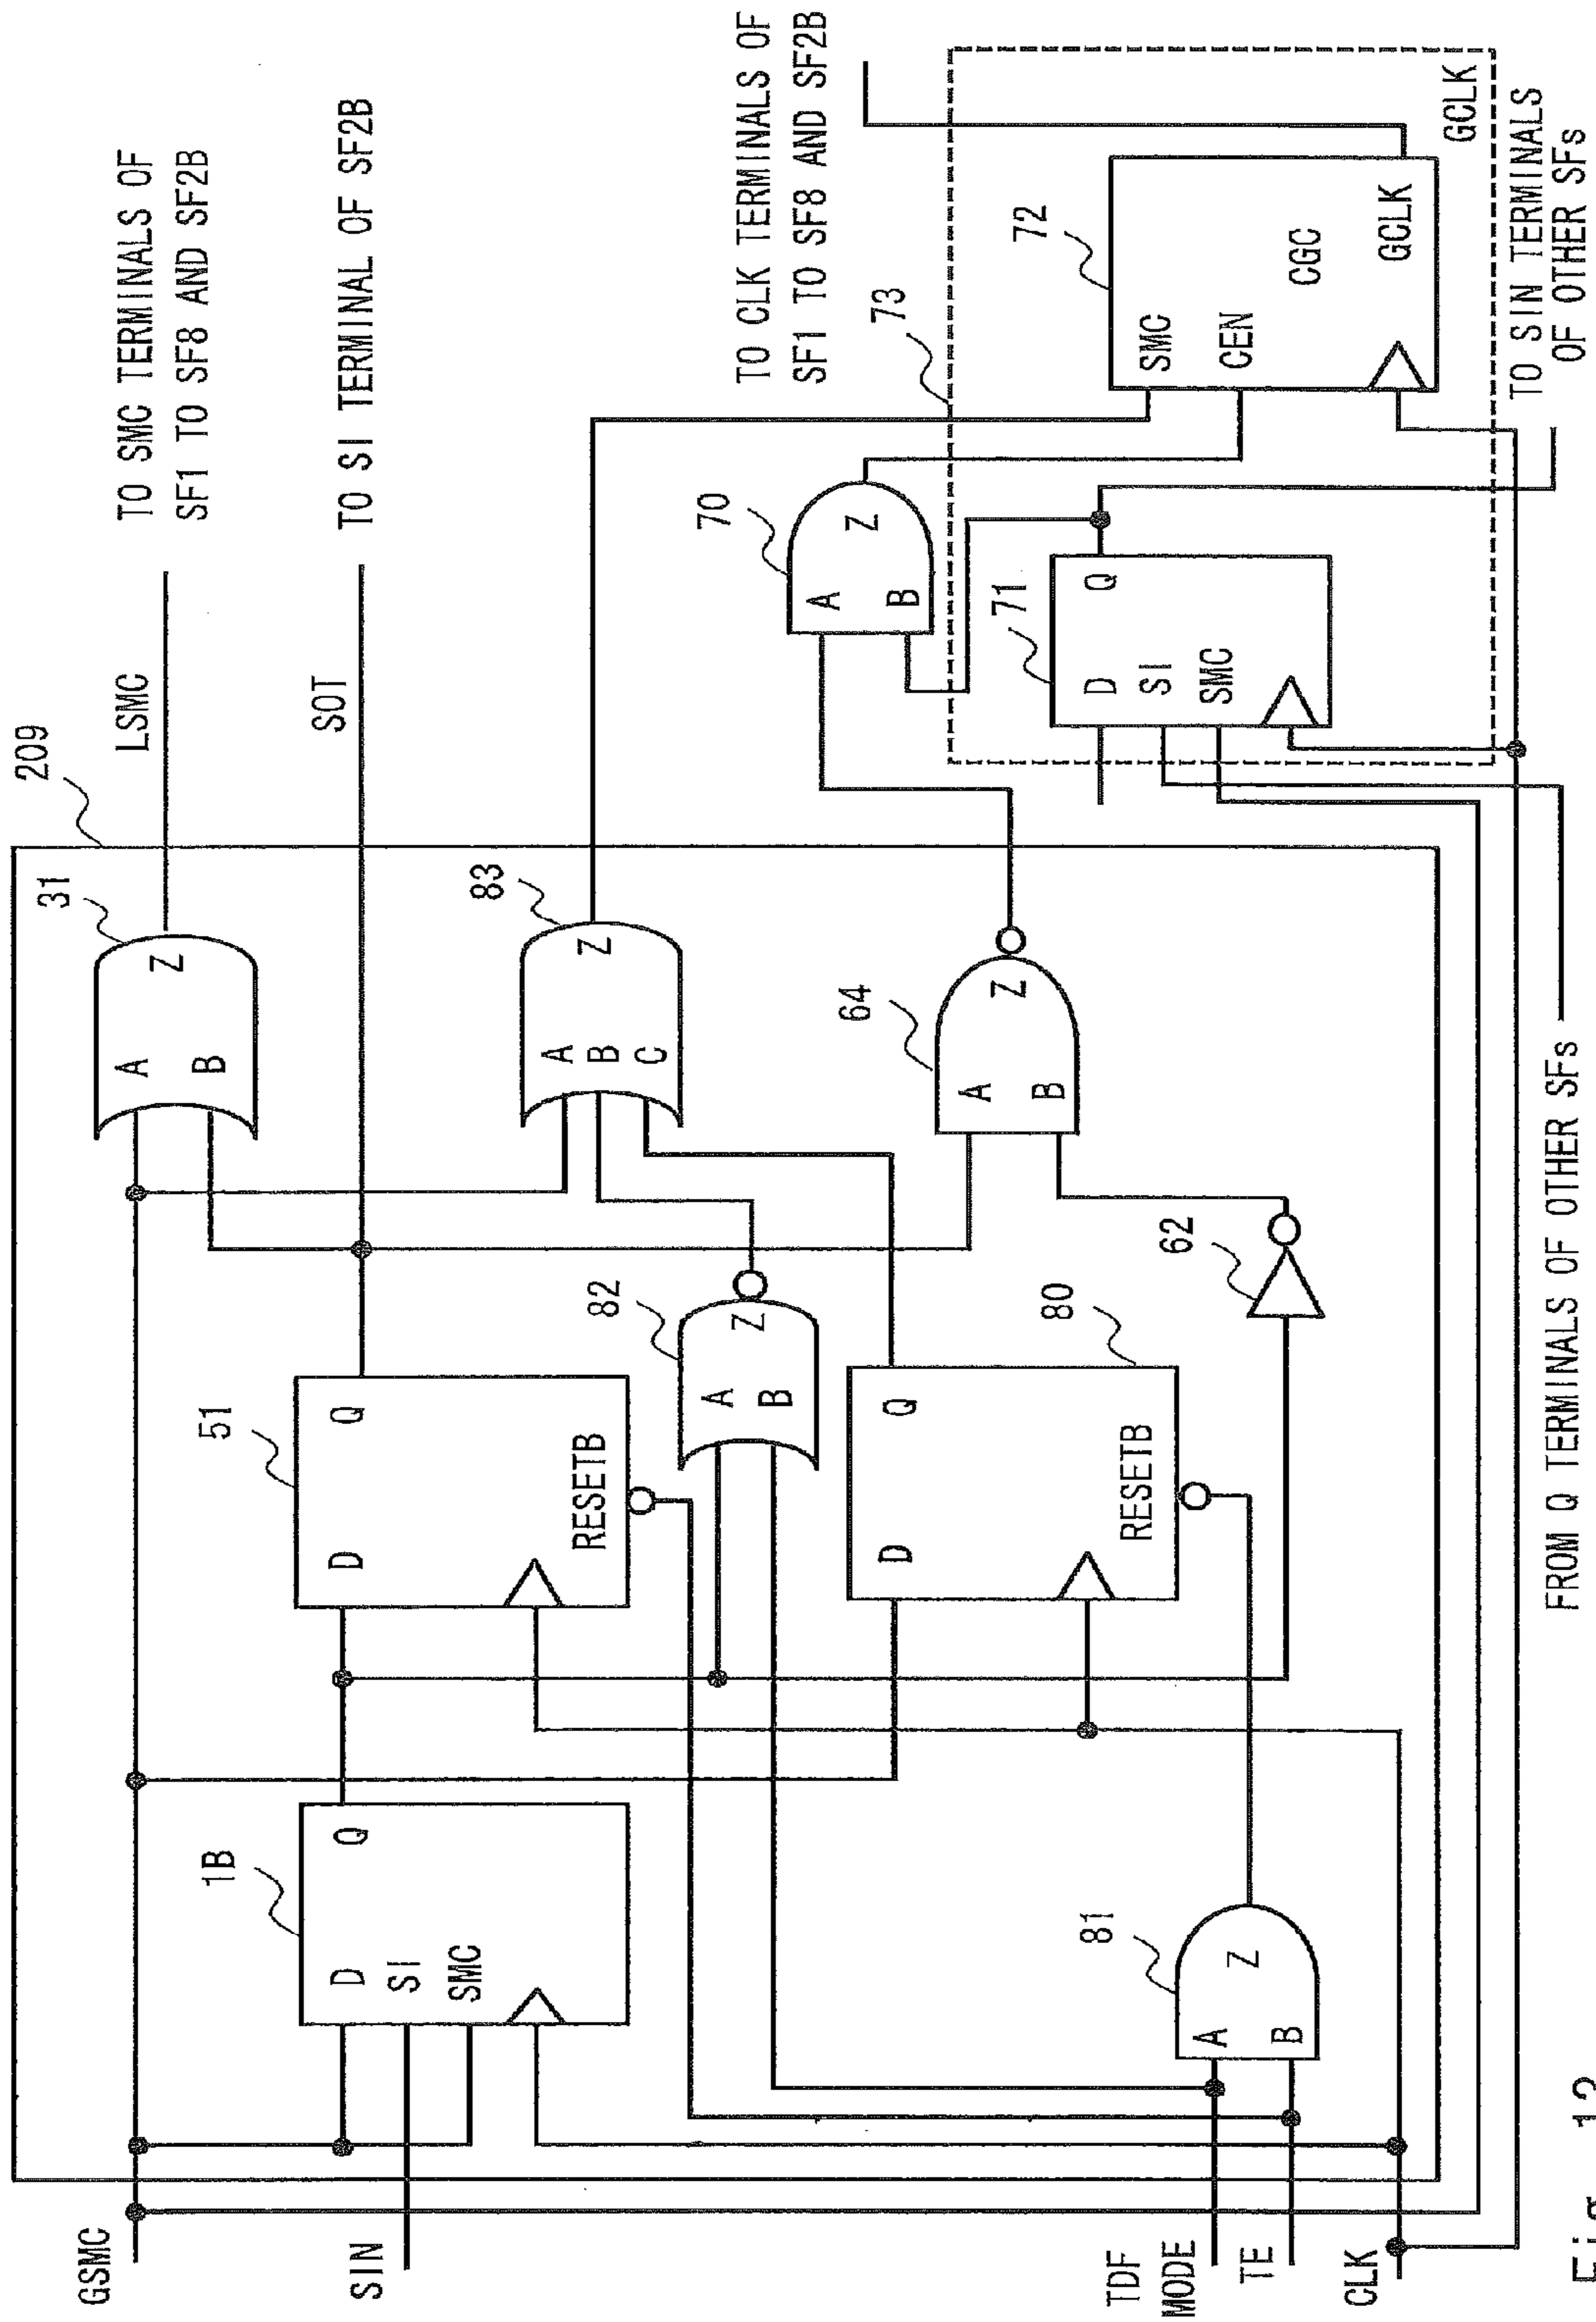 GSMC
SIN
TDF
MODE
TE
CLK
209
1B
D
SI
SMC
Q
51
D
Q
RESETB
31
A
B
Z
LSMC
TO SMC TERMINALS OF
SF1 TO SF8 AND SF2B
SOT
TO SI TERMINAL OF SF2B
82
A
B
Z
83
A
B
C
Z
80
D
Q
RESETB
81
A
B
Z
62
64
A
B
Z
70
A
B
Z
71
D
SI
SMC
Q
73
72
SMC
CEN
CGC
GCLK
GCLK
TO CLK TERMINALS OF
SF1 TO SF8 AND SF2B
TO SIN TERMINALS
OF OTHER SFs
FROM Q TERMINALS OF OTHER SFs